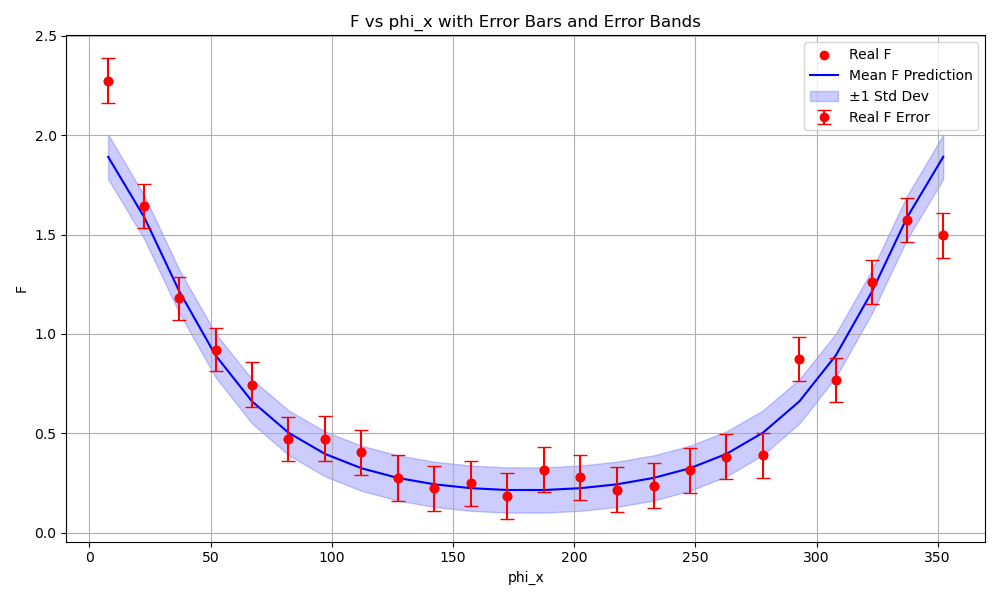 F vs phi_x with Error Bars and Error Bands
2.5
2.0
1.5
1.0
0.5
0.0
F
Real F
Mean F Prediction
±1 Std Dev
Real F Error
0 50 100 150 200 250 300 350
phi_x